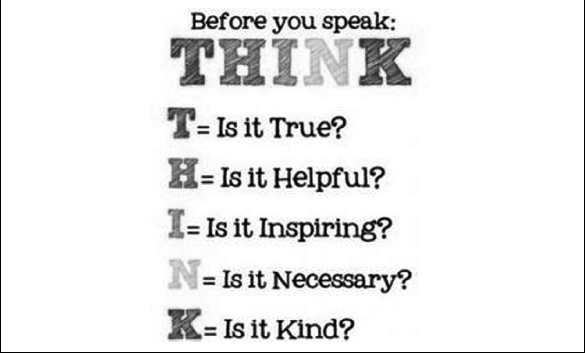 Before you speak:
THINK
T = Is it True?
H = Is it Helpful?
I = Is it Inspiring?
N = Is it Necessary?
K = Is it Kind?